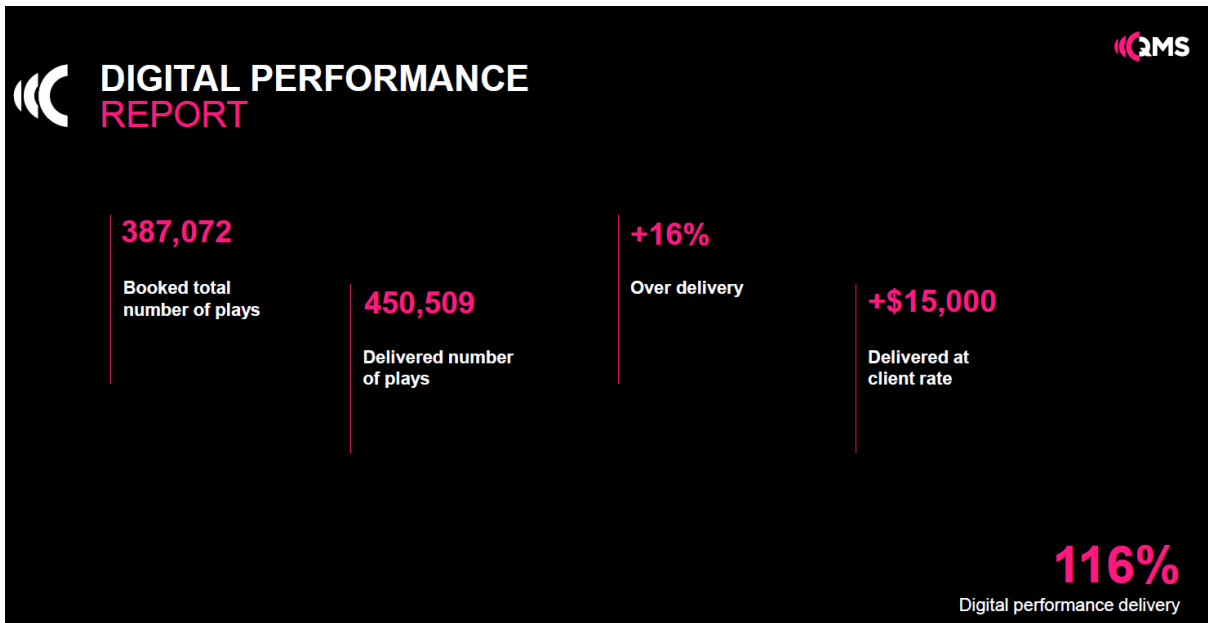 QMS
DIGITAL PERFORMANCE
REPORT
387,072
Booked total
number of plays
450,509
Delivered number
of plays
+16%
Over delivery
+$15,000
Delivered at
client rate
116%
Digital performance delivery